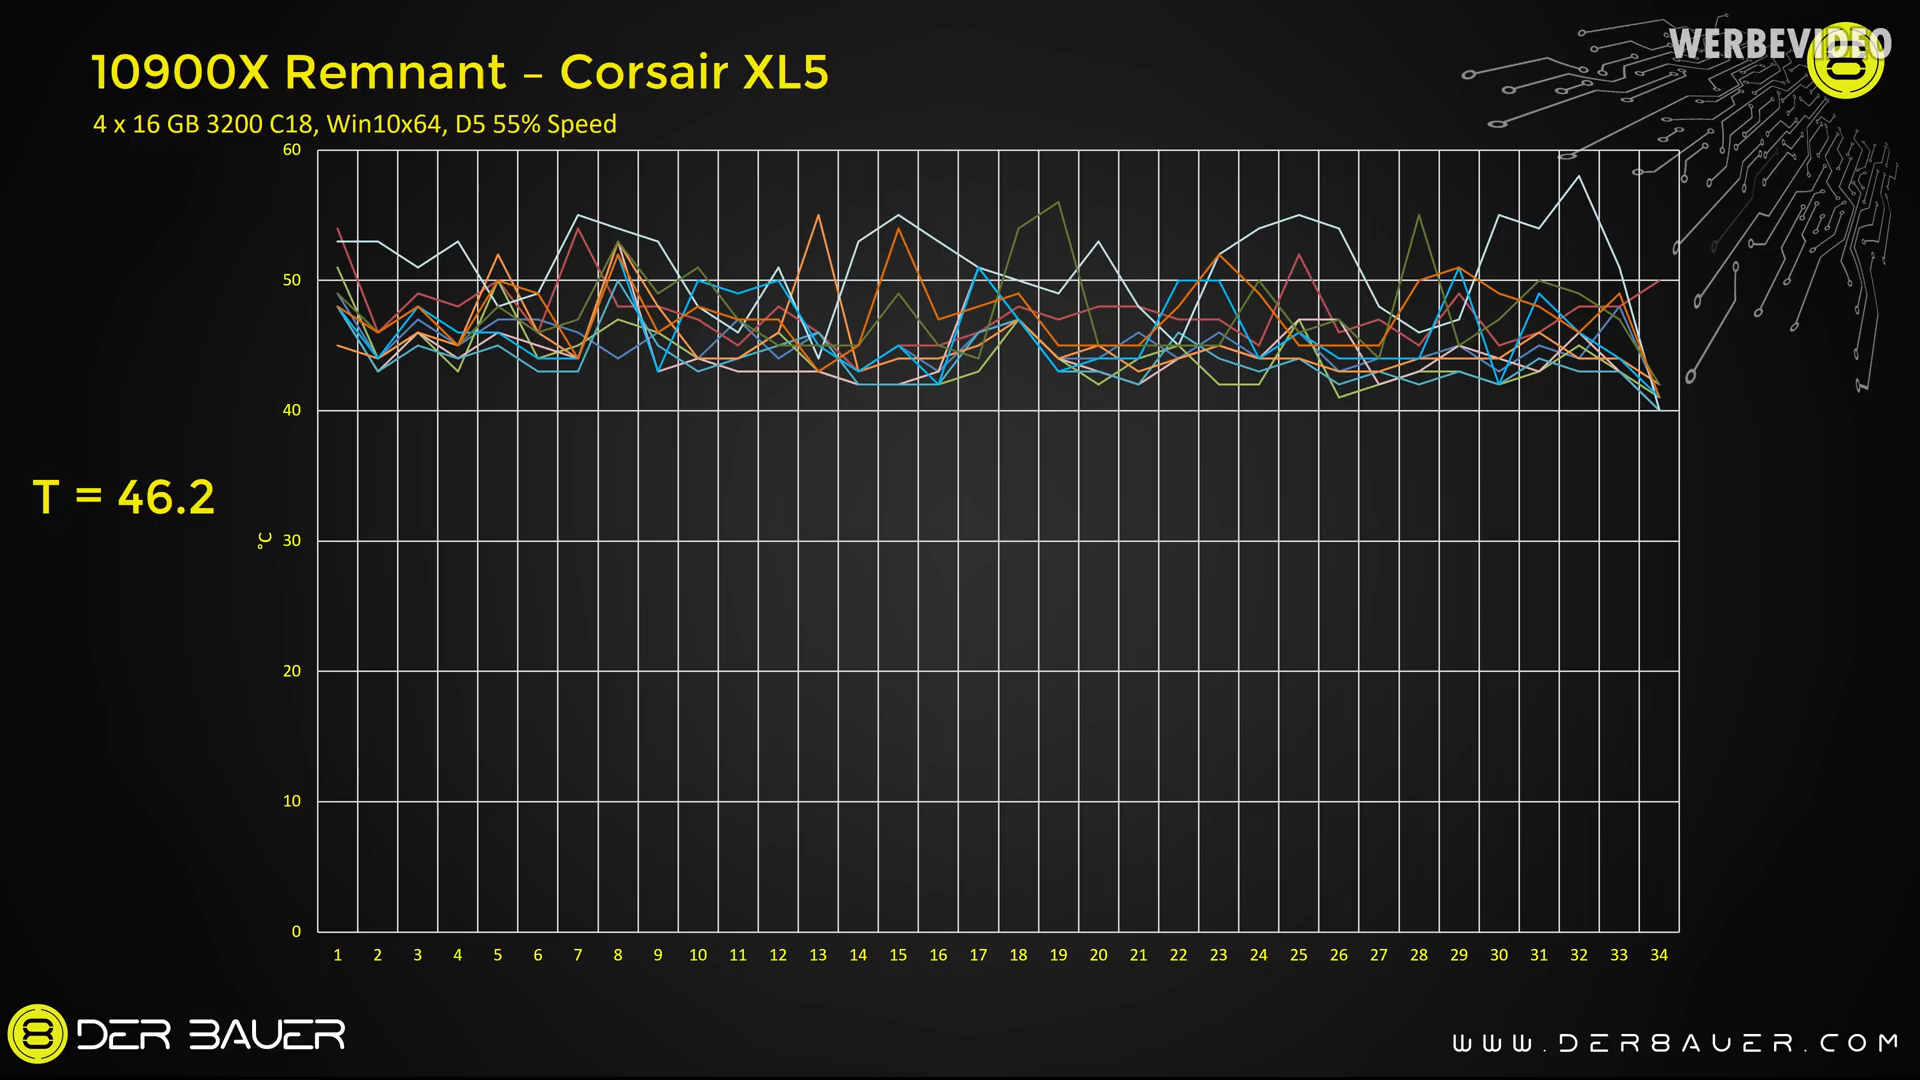 WERBEVIDEO
10900X Remnant – Corsair XL5
4 x 16 GB 3200 C18, Win10x64, D5 55% Speed
60
50
40
T = 46.2
°C
30
20
10
0
1 2 3 4 5 6 7 8 9 10 11 12 13 14 15 16 17 18 19 20 21 22 23 24 25 26 27 28 29 30 31 32 33 34
DER 8AUER
WWW.DER8AUER.COM